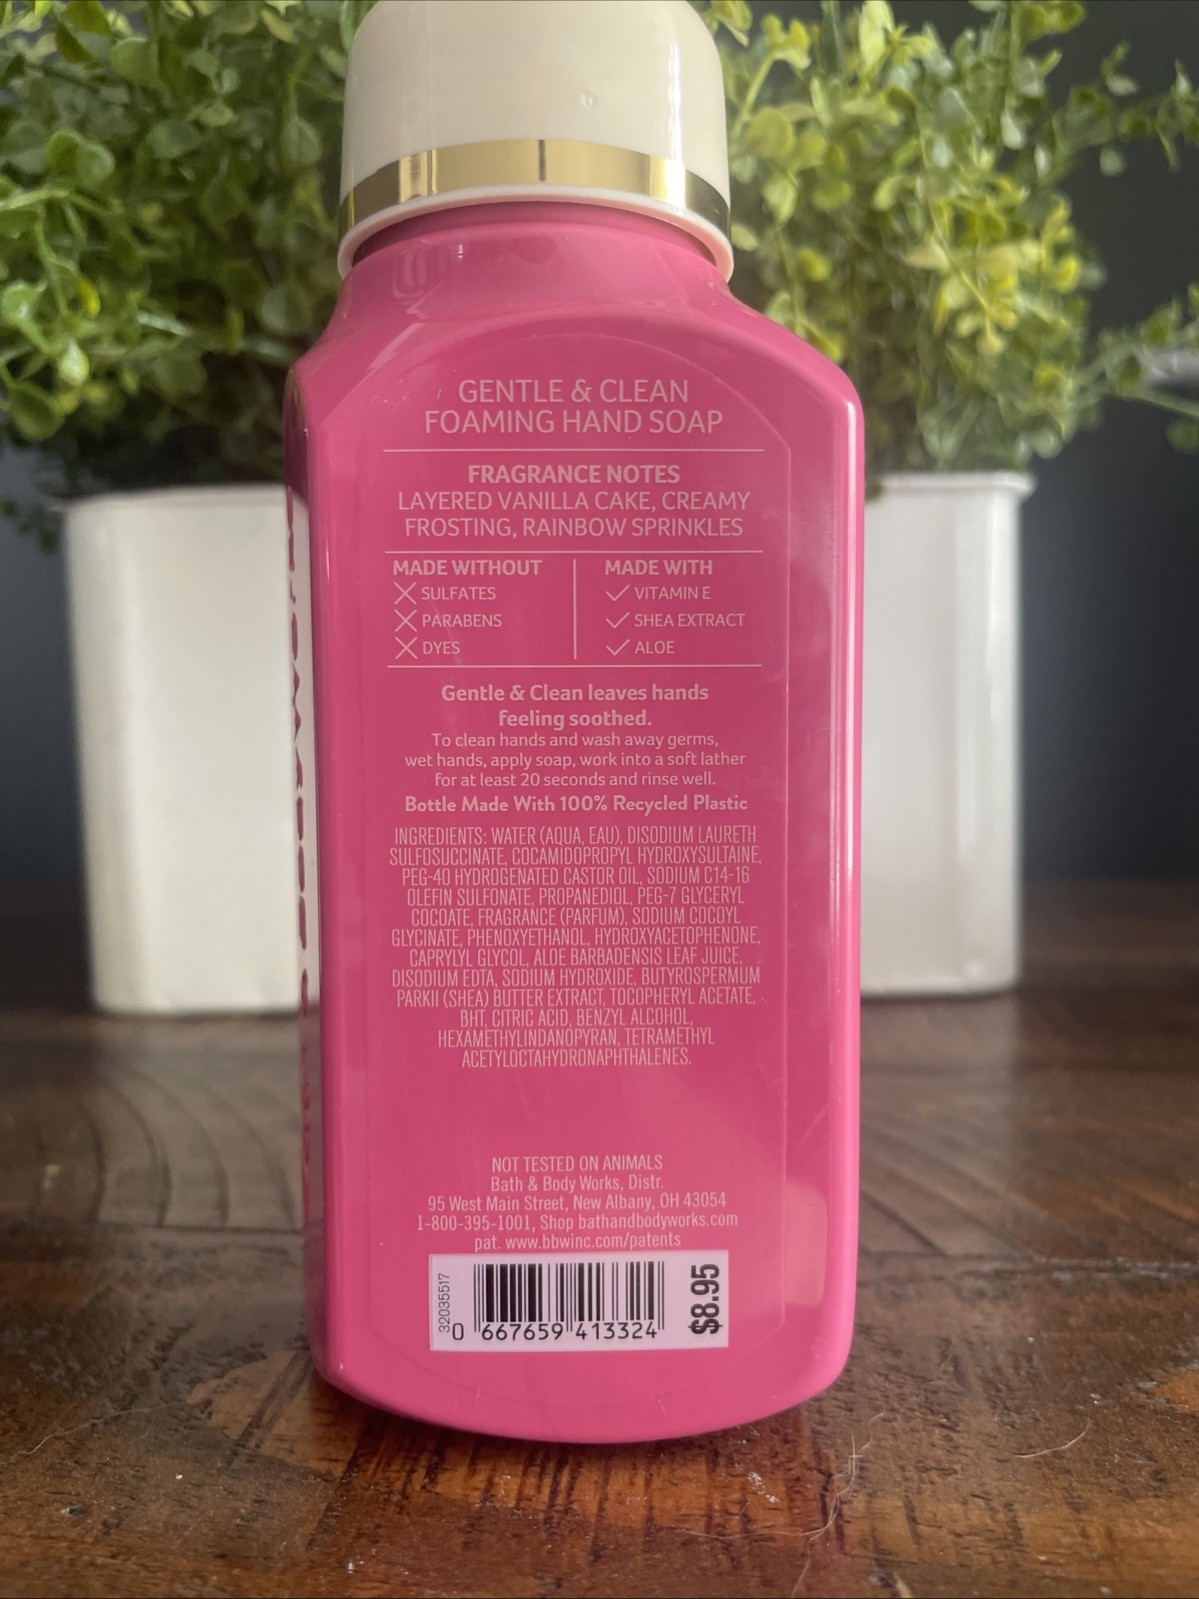 GENTLE & CLEAN
FOAMING HAND SOAP
FRAGRANCE NOTES
LAYERED VANILLA CAKE, CREAMY
FROSTING, RAINBOW SPRINKLES
MADE WITHOUT
SULFATES
PARABENS
DYES
MADE WITH
VITAMIN E
SHEA EXTRACT
ALOE
Gentle & Clean leaves hands
feeling soothed.
To clean hands and wash away germs,
wet hands, apply soap, work into a soft lather
for at least 20 seconds and rinse well.
Bottle Made With 100% Recycled Plastic
INGREDIENTS: WATER (AQUA, EAU), DISODIUM LAURETH
SULFOSUCCINATE, COCAMIDOPROPYL HYDROXYSULTAINE,
PEG-40 HYDROGENATED CASTOR OIL, SODIUM C14-16
OLEFIN SULFONATE, PROPANEDIOL, PEG-7 GLYCERYL
COCOATE, FRAGRANCE (PARFUM), SODIUM COCOYL
GLYCINATE, PHENOXYETHANOL, HYDROXYACETOPHENONE,
CAPRYLYL GLYCOL, ALOE BARBADENSIS LEAF JUICE,
DISODIUM EDTA, SODIUM HYDROXIDE, BUTYROSPERMUM
PARKII (SHEA) BUTTER EXTRACT, TOCOPHERYL ACETATE,
BHT, CITRIC ACID, BENZYL ALCOHOL,
HEXAMETHYLINDANOPYRAN, TETRAMETHYL
ACETYLOCTAHYDRONAPHTHALENES.
NOT TESTED ON ANIMALS
Bath & Body Works, Distr.
95 West Main Street, New Albany, OH 43054
1-800-395-1001, Shop bathandbodyworks.com
pat. www.bbwinc.com/patents
32035517
0 667659 413324
$8.95